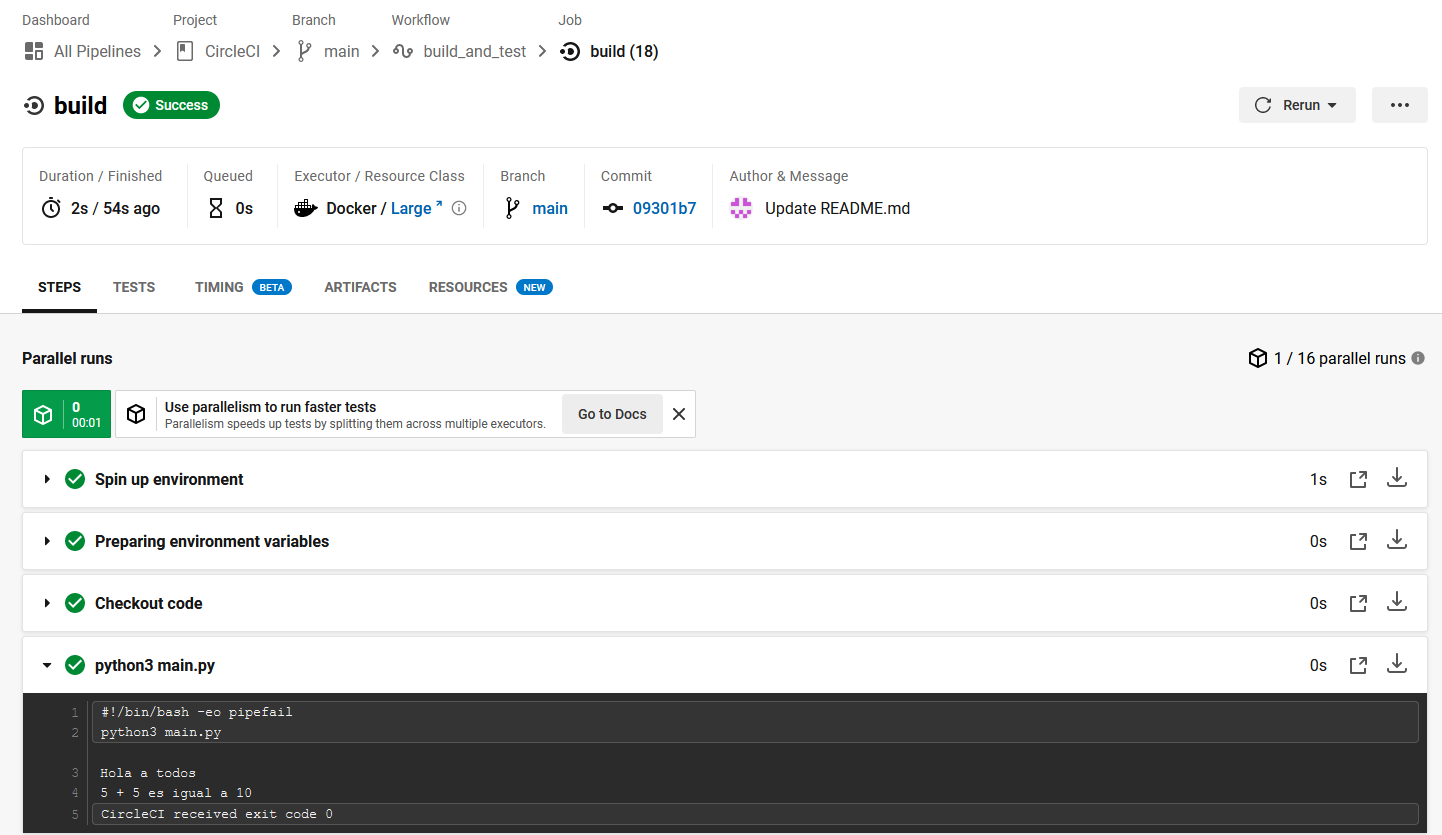 Dashboard Project Branch Workflow Job
All Pipelines CircleCI main build_and_test build (18)
build Success Rerun
Duration / Finished Queued Executor / Resource Class Branch Commit Author & Message
2s / 54s ago 0s Docker / Large main 09301b7 Update README.md
STEPS TESTS TIMING BETA ARTIFACTS RESOURCES NEW
Parallel runs 1 / 16 parallel runs
0
00:01
Use parallelism to run faster tests
Parallelism speeds up tests by splitting them across multiple executors.
Go to Docs
Spin up environment 1s
Preparing environment variables 0s
Checkout code 0s
python3 main.py 0s
1 #!/bin/bash -eo pipefail
2 python3 main.py
3 Hola a todos
4 5 + 5 es igual a 10
5 CircleCI received exit code 0